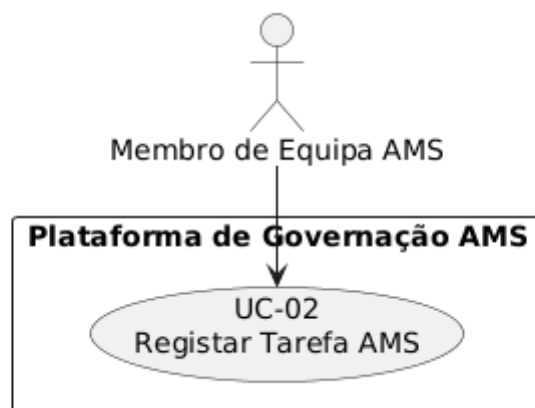 Membro de Equipa AMS
Plataforma de Governação AMS
UC-02
Registar Tarefa AMS